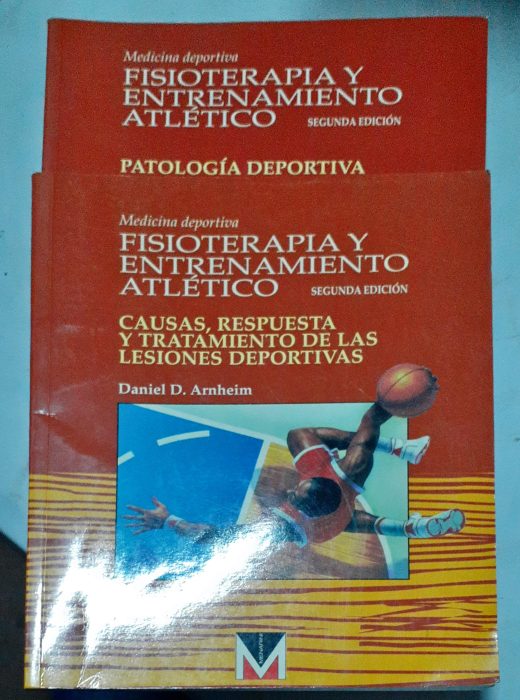 Medicina deportiva
FISIOTERAPIA Y
ENTRENAMIENTO
ATLÉTICO SEGUNDA EDICIÓN
PATOLOGÍA DEPORTIVA
Medicina deportiva
FISIOTERAPIA Y
ENTRENAMIENTO
ATLÉTICO SEGUNDA EDICIÓN
CAUSAS, RESPUESTA
Y TRATAMIENTO DE LAS
LESIONES DEPORTIVAS
Daniel D. Arnheim
MENARINI